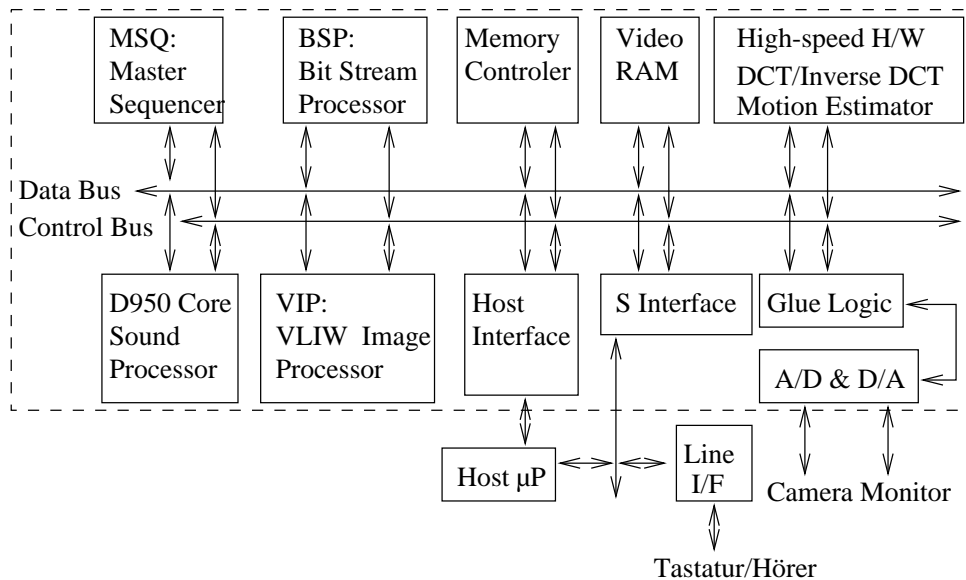 MSQ:
Master
Sequencer
BSP:
Bit Stream
Processor
Memory
Controler
Video
RAM
High-speed H/W
DCT/Inverse DCT
Motion Estimator
Data Bus
Control Bus
D950 Core
Sound
Processor
VIP:
VLIW Image
Processor
Host
Interface
S Interface
Glue Logic
A/D & D/A
Host µP
Line
I/F
Camera Monitor
Tastatur/Hörer